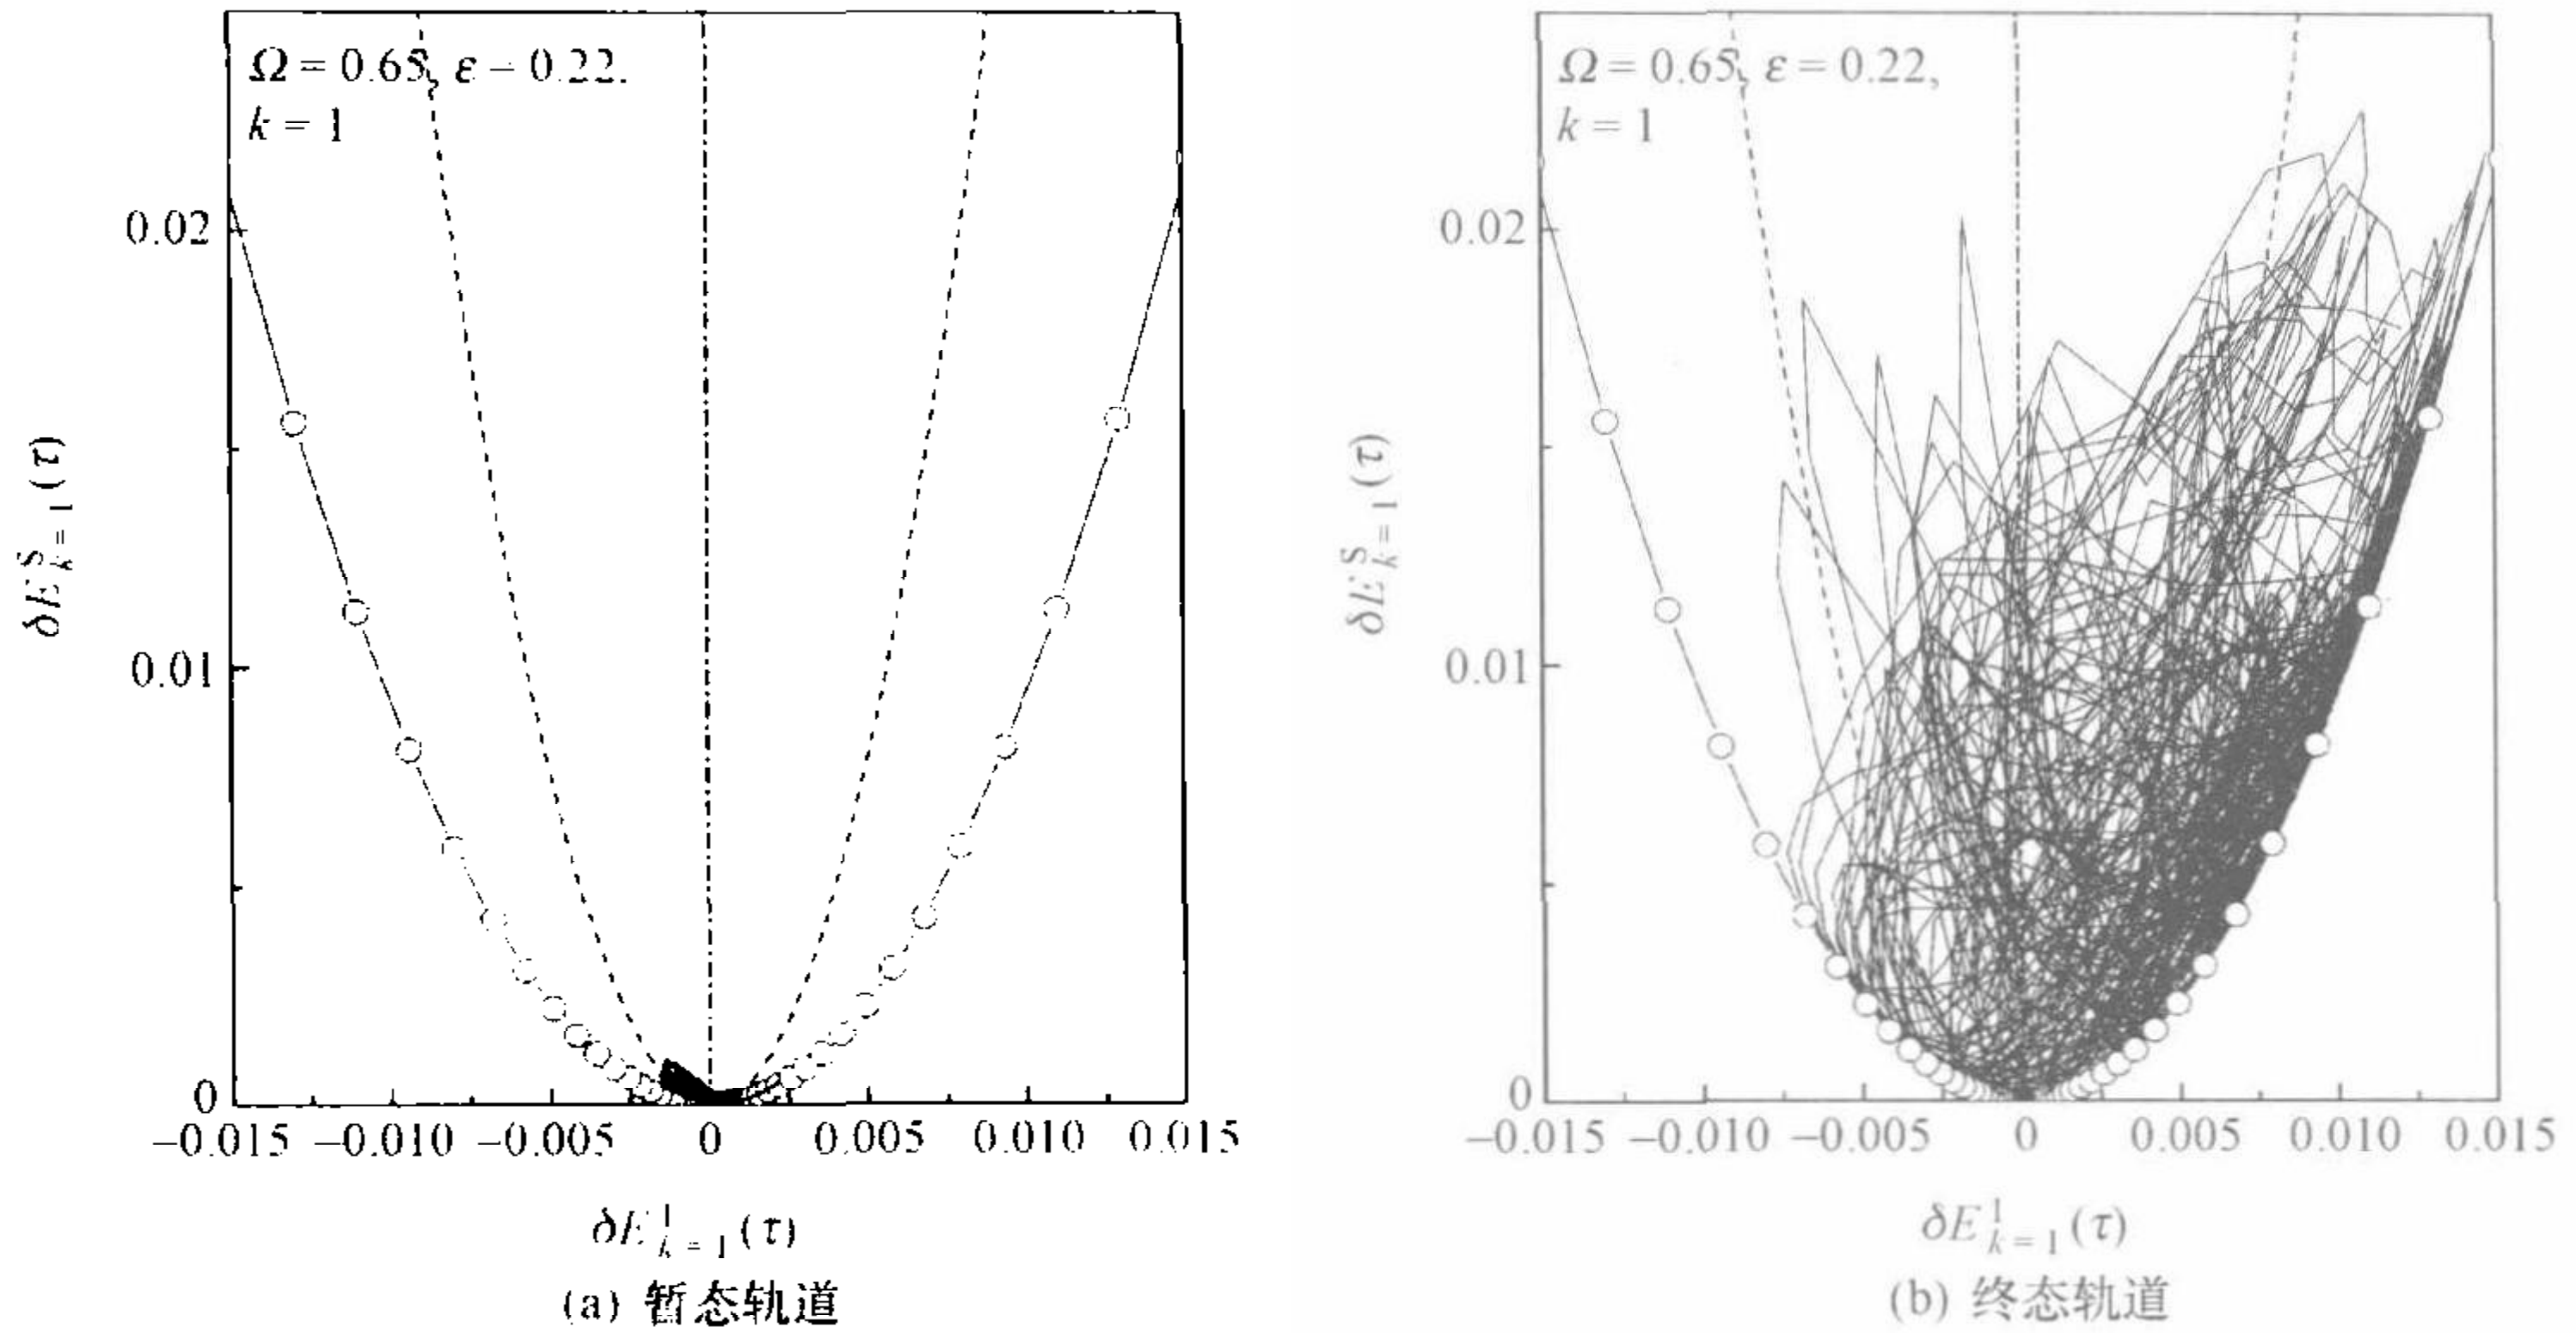 Ω = 0.65, ε = 0.22.
k = 1
0.02
0.01
0
δE^S_{k=1}(τ)
−0.015 −0.010 −0.005 0 0.005 0.010 0.015
δE^1_{k=1}(τ)
(a) 暂态轨道
Ω = 0.65, ε = 0.22,
k = 1
0.02
0.01
0
δE^S_{k=1}(τ)
−0.015 −0.010 −0.005 0 0.005 0.010 0.015
δE^1_{k=1}(τ)
(b) 终态轨道